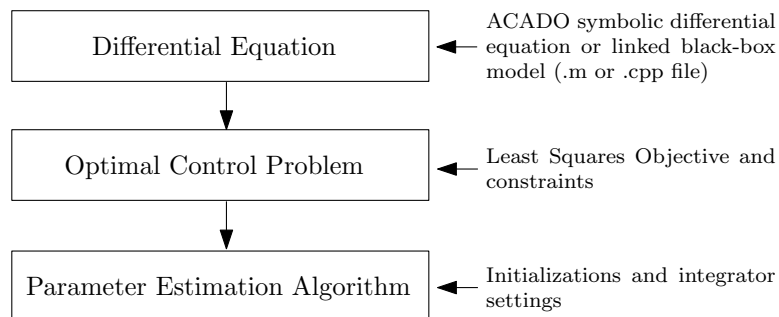 Differential Equation
ACADO symbolic differential
equation or linked black-box
model (.m or .cpp file)
Optimal Control Problem
Least Squares Objective and
constraints
Parameter Estimation Algorithm
Initializations and integrator
settings